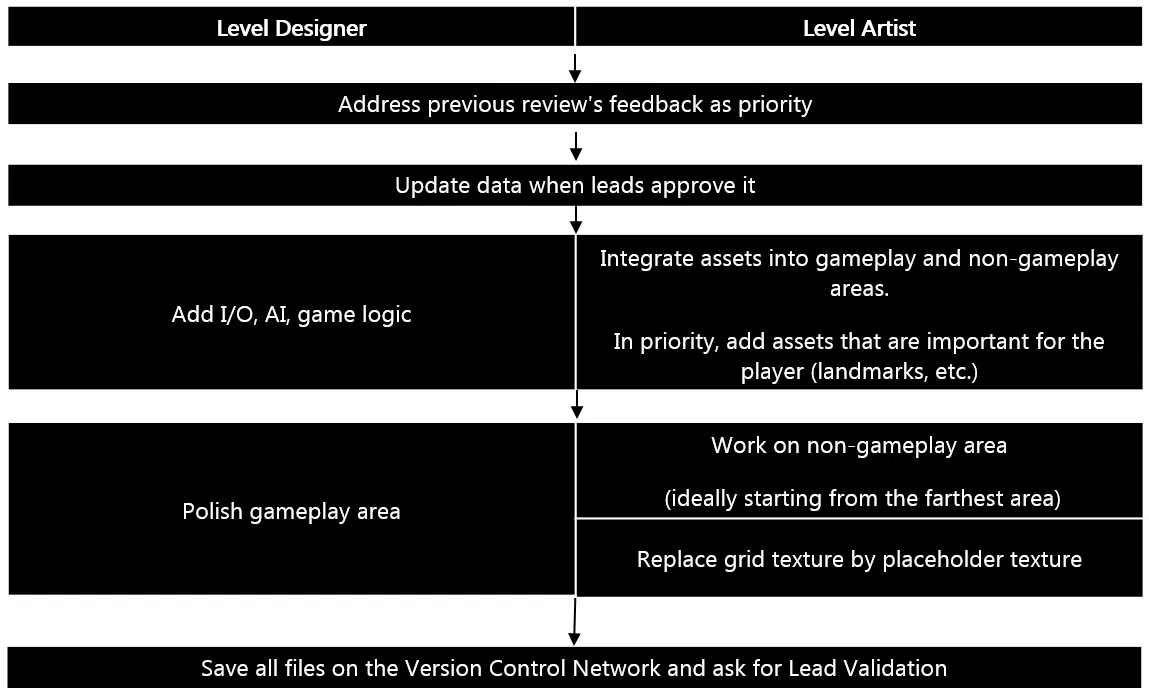 Level Designer
Level Artist
Address previous review's feedback as priority
Update data when leads approve it
Add I/O, AI, game logic
Integrate assets into gameplay and non-gameplay
areas.
In priority, add assets that are important for the
player (landmarks, etc.)
Polish gameplay area
Work on non-gameplay area
(ideally starting from the farthest area)
Replace grid texture by placeholder texture
Save all files on the Version Control Network and ask for Lead Validation